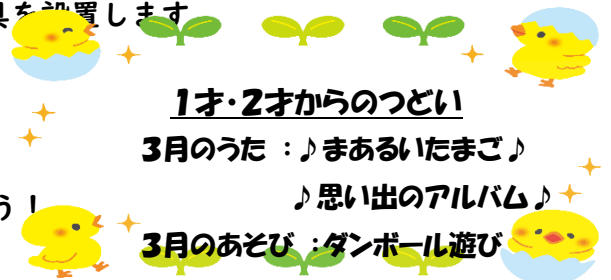 を設置します
1才・2才からのつどい
3月のうた ：♪まあるいたまご♪
♪思い出のアルバム♪
う！
3月のあそび ：ダンボール遊び